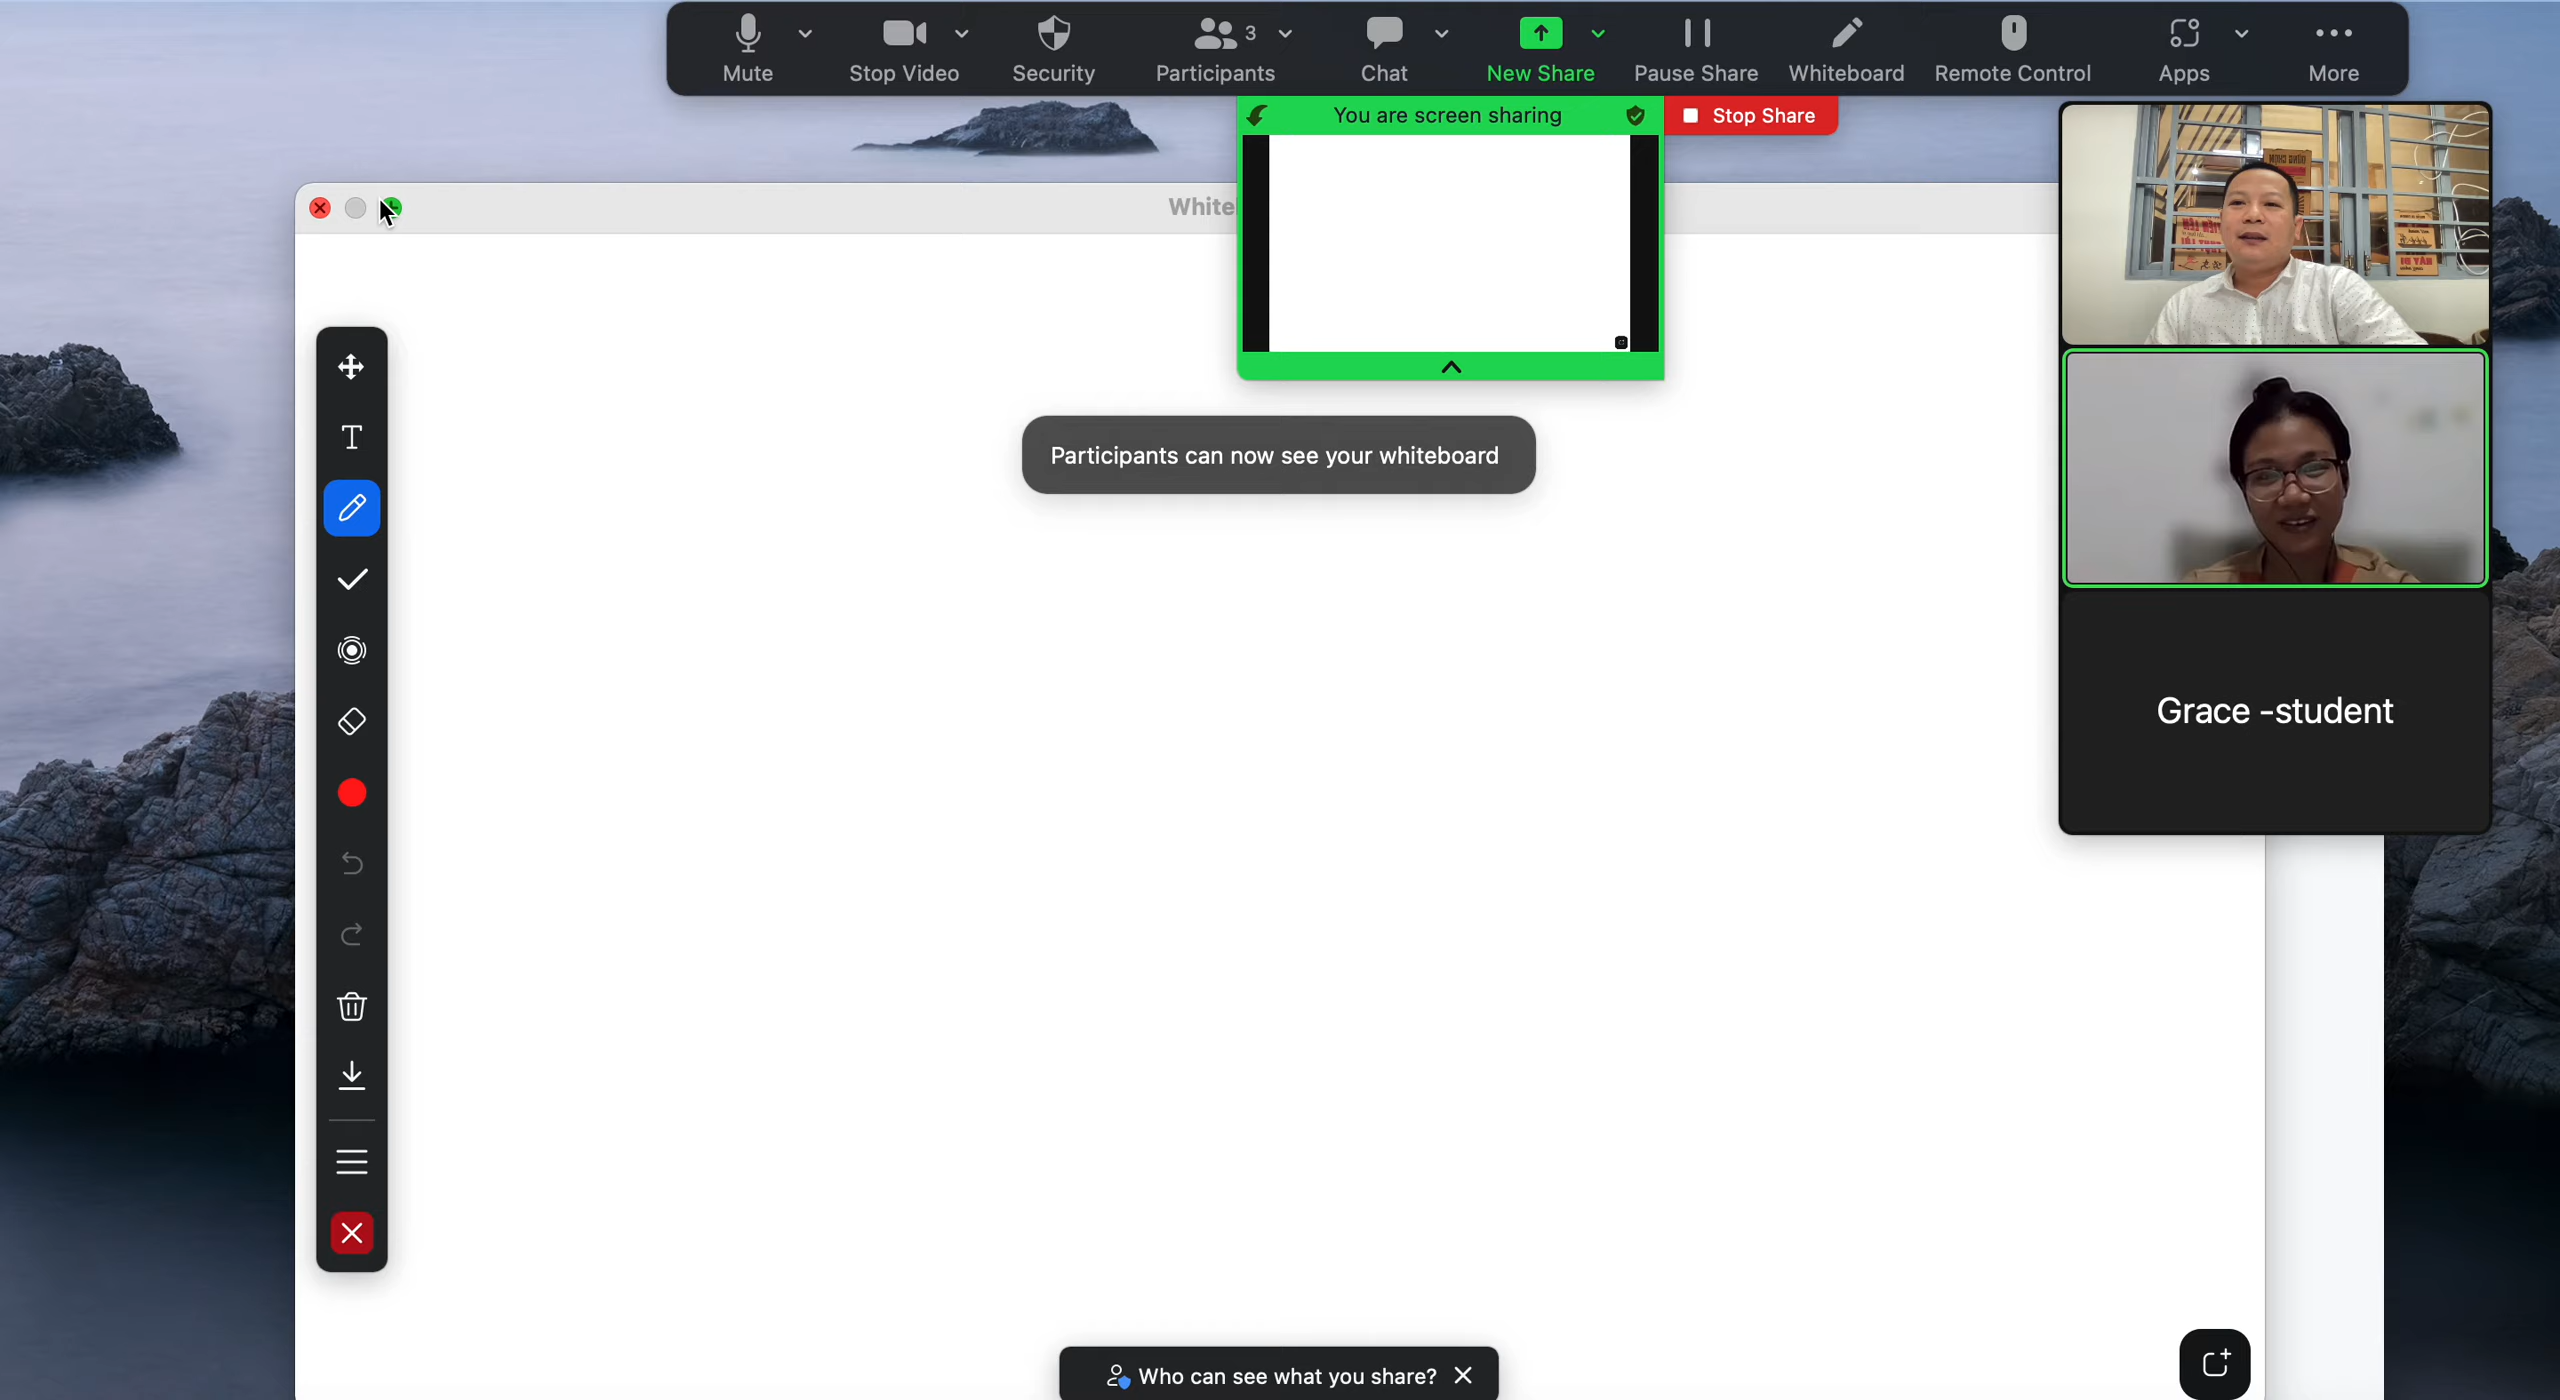 Mute
Stop Video
Security
3
Participants
Chat
New Share
Pause Share
Whiteboard
Remote Control
Apps
More
You are screen sharing
Stop Share
White
Participants can now see your whiteboard
Grace -student
Who can see what you share?